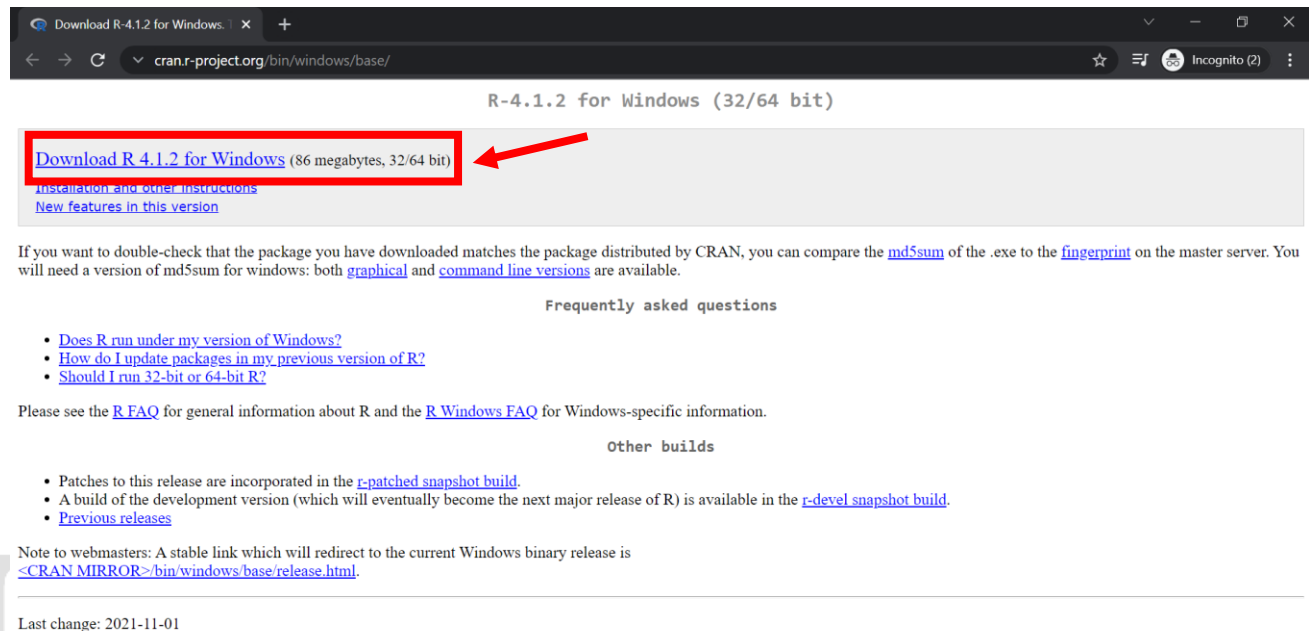 Download R-4.1.2 for Windows. T
cran.r-project.org/bin/windows/base/
Incognito (2)
R-4.1.2 for Windows (32/64 bit)
Download R 4.1.2 for Windows (86 megabytes, 32/64 bit)
Installation and other instructions
New features in this version
If you want to double-check that the package you have downloaded matches the package distributed by CRAN, you can compare the md5sum of the .exe to the fingerprint on the master server. You
will need a version of md5sum for windows: both graphical and command line versions are available.
Frequently asked questions
• Does R run under my version of Windows?
• How do I update packages in my previous version of R?
• Should I run 32-bit or 64-bit R?
Please see the R FAQ for general information about R and the R Windows FAQ for Windows-specific information.
Other builds
• Patches to this release are incorporated in the r-patched snapshot build.
• A build of the development version (which will eventually become the next major release of R) is available in the r-devel snapshot build.
• Previous releases
Note to webmasters: A stable link which will redirect to the current Windows binary release is
<CRAN MIRROR>/bin/windows/base/release.html.
Last change: 2021-11-01